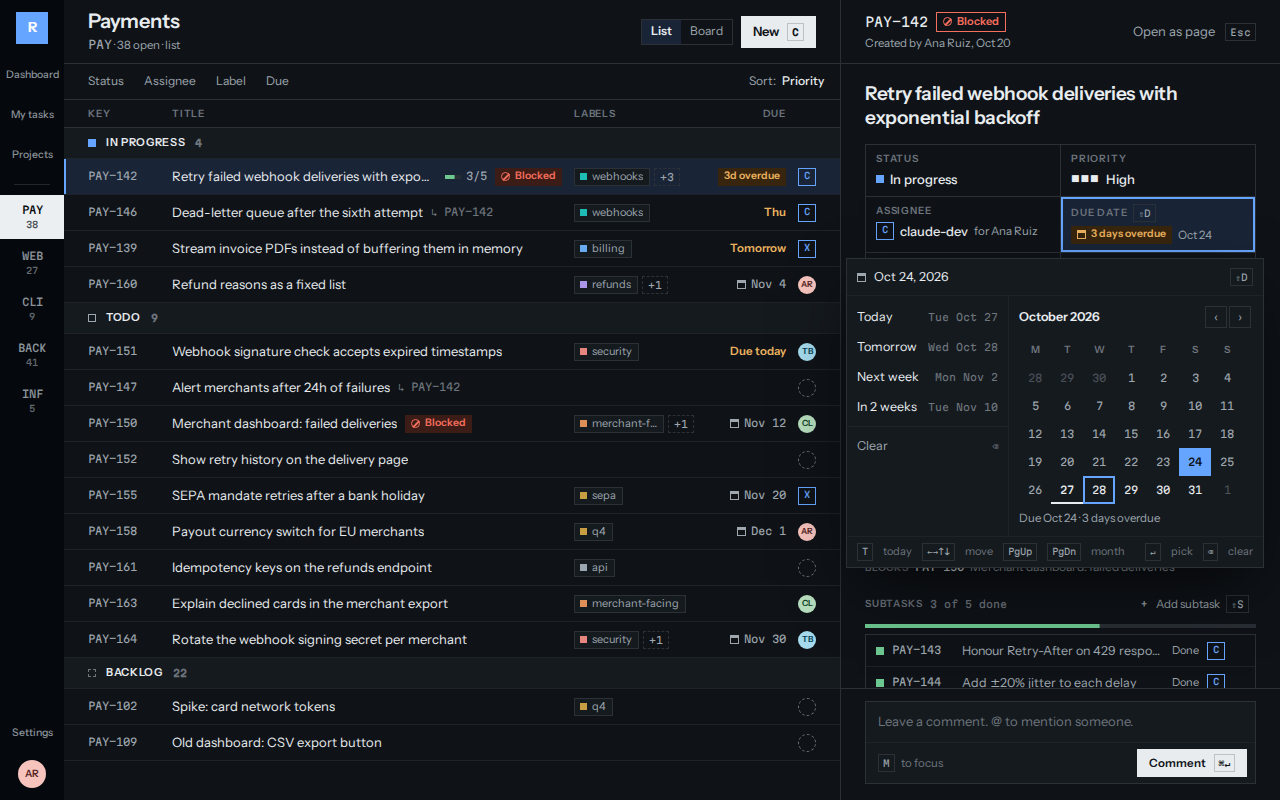 R
Dashboard
My tasks
Projects
PAY
38
WEB
27
CLI
9
BACK
41
INF
5
Settings
AR
Payments
PAY·38 open·list
List Board New C
Status Assignee Label Due Sort: Priority
KEY TITLE LABELS DUE
IN PROGRESS 4
PAY-142 Retry failed webhook deliveries with expo… 3/5 Blocked webhooks +3 3d overdue C
PAY-146 Dead-letter queue after the sixth attempt ↳ PAY-142 webhooks Thu C
PAY-139 Stream invoice PDFs instead of buffering them in memory billing Tomorrow X
PAY-160 Refund reasons as a fixed list refunds +1 Nov 4 AR
TODO 9
PAY-151 Webhook signature check accepts expired timestamps security Due today TB
PAY-147 Alert merchants after 24h of failures ↳ PAY-142
PAY-150 Merchant dashboard: failed deliveries Blocked merchant-f… +1 Nov 12 CL
PAY-152 Show retry history on the delivery page
PAY-155 SEPA mandate retries after a bank holiday sepa Nov 20 X
PAY-158 Payout currency switch for EU merchants q4 Dec 1 AR
PAY-161 Idempotency keys on the refunds endpoint api
PAY-163 Explain declined cards in the merchant export merchant-facing CL
PAY-164 Rotate the webhook signing secret per merchant security +1 Nov 30 TB
BACKLOG 22
PAY-102 Spike: card network tokens q4
PAY-109 Old dashboard: CSV export button
PAY-142 Blocked
Created by Ana Ruiz, Oct 20
Open as page Esc
Retry failed webhook deliveries with
exponential backoff
STATUS PRIORITY
In progress High
ASSIGNEE DUE DATE ⇧D
C claude-dev for Ana Ruiz 3 days overdue Oct 24
Oct 24, 2026 ⇧D
Today Tue Oct 27
Tomorrow Wed Oct 28
Next week Mon Nov 2
In 2 weeks Tue Nov 10
Clear ⌫
October 2026 ‹ ›
M T W T F S S
28 29 30 1 2 3 4
5 6 7 8 9 10 11
12 13 14 15 16 17 18
19 20 21 22 23 24 25
26 27 28 29 30 31 1
Due Oct 24·3 days overdue
T today ←→↑↓ move PgUp PgDn month ↵ pick ⌫ clear
BLOCKS PAY-150 Merchant dashboard: failed deliveries
SUBTASKS 3 of 5 done + Add subtask ⇧S
PAY-143 Honour Retry-After on 429 respo… Done C
PAY-144 Add ±20% jitter to each delay Done C
Leave a comment. @ to mention someone.
M to focus Comment ⌘↵